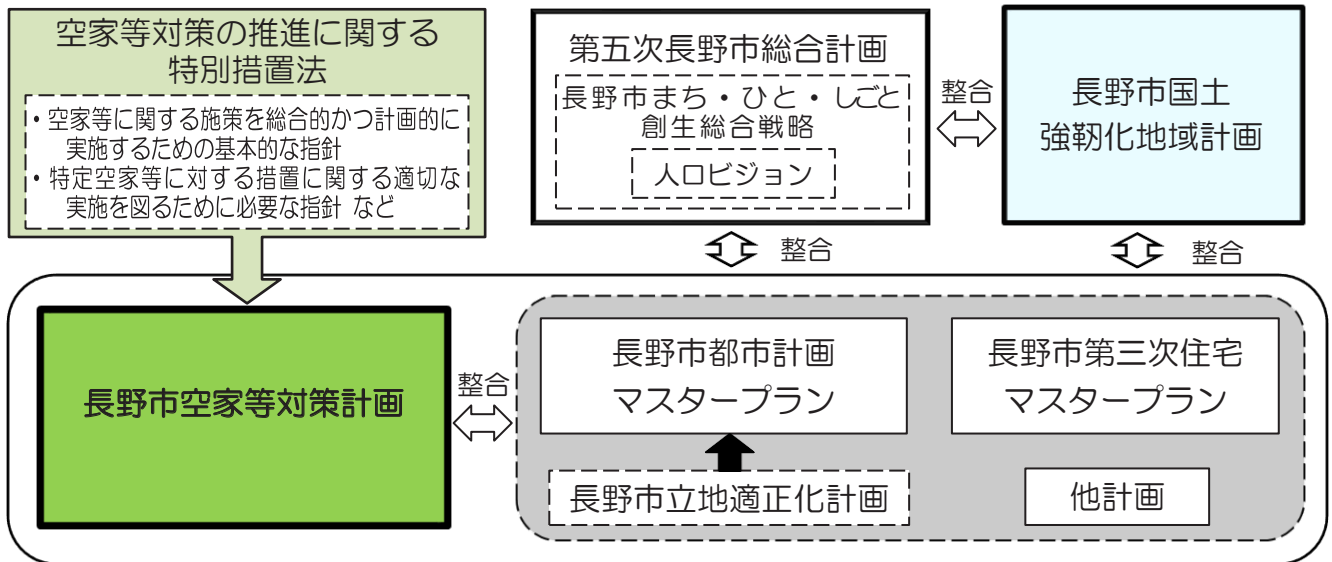 空家等対策の推進に関する
特別措置法
・空家等に関する施策を総合的かつ計画的に
実施するための基本的な指針
・特定空家等に対する措置に関する適切な
実施を図るために必要な指針 など
第五次長野市総合計画
長野市まち・ひと・しごと
創生総合戦略
人口ビジョン
整合
長野市国土
強靭化地域計画
整合
整合
長野市空家等対策計画
整合
長野市都市計画
マスタープラン
長野市立地適正化計画
長野市第三次住宅
マスタープラン
他計画